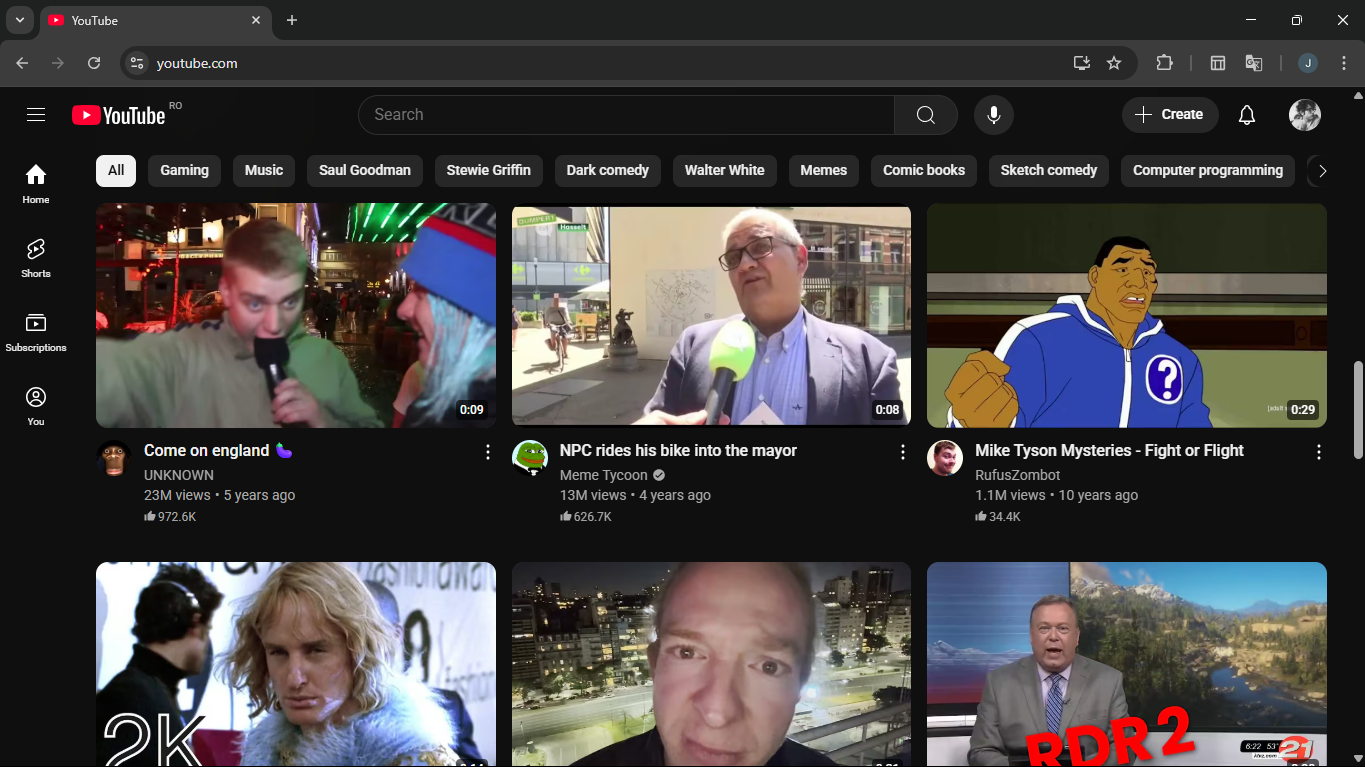 YouTube
youtube.com
J
YouTube RO
Search
Create
All
Gaming
Music
Saul Goodman
Stewie Griffin
Dark comedy
Walter White
Memes
Comic books
Sketch comedy
Computer programming
Home
Shorts
Subscriptions
You
0:09
DUMPERT
Hasselt
0:08
?
0:29
Come on england
UNKNOWN
23M views • 5 years ago
972.6K
NPC rides his bike into the mayor
Meme Tycoon
13M views • 4 years ago
626.7K
Mike Tyson Mysteries - Fight or Flight
RufusZombot
1.1M views • 10 years ago
34.4K
2K
RDR 2
6:22 53°
21